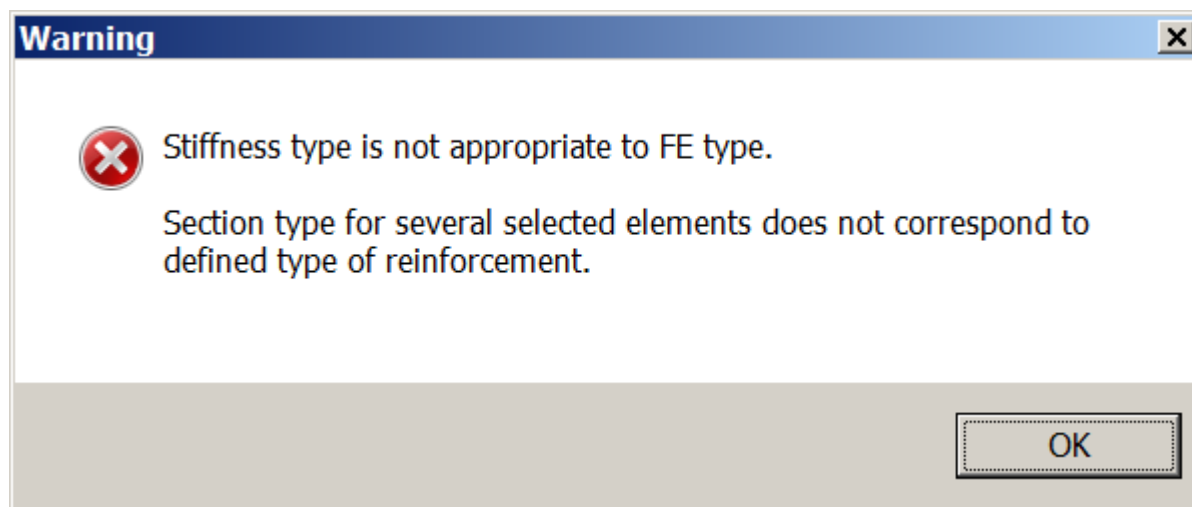 Warning
Stiffness type is not appropriate to FE type.
Section type for several selected elements does not correspond to
defined type of reinforcement.
OK